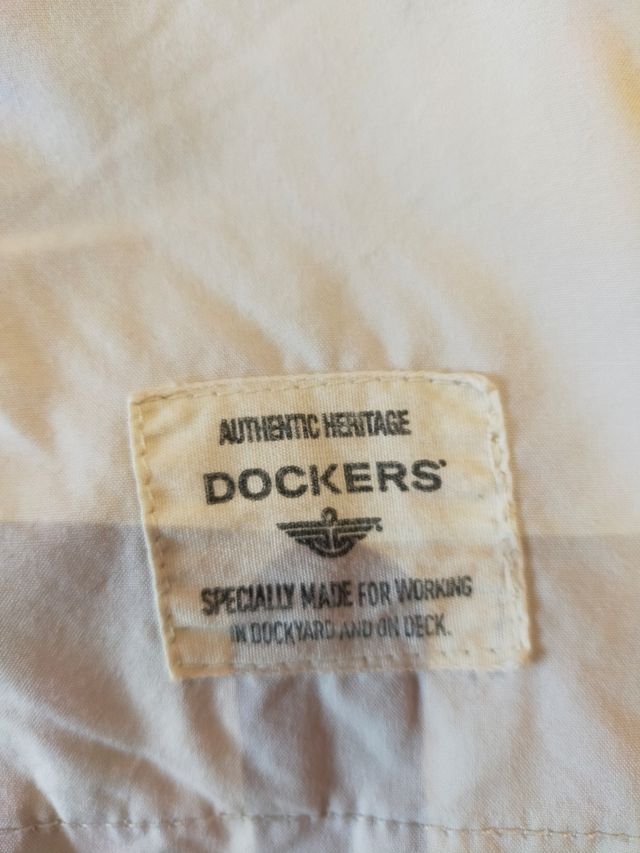 AUTHENTIC HERITAGE
DOCKERS®
SPECIALLY MADE FOR WORKING
IN DOCKYARD AND ON DECK.